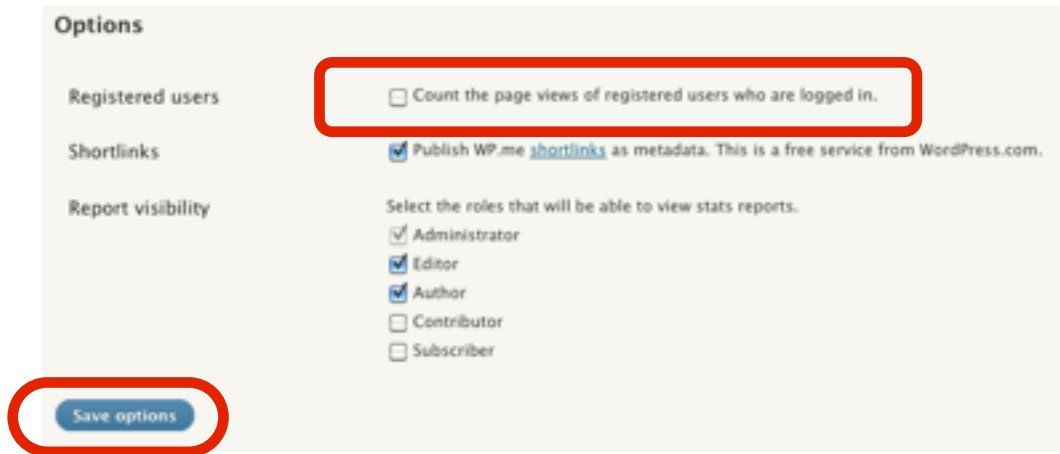 Options
Registered users
Count the page views of registered users who are logged in.
Shortlinks
Publish WP.me shortlinks as metadata. This is a free service from WordPress.com.
Report visibility
Select the roles that will be able to view stats reports.
Administrator
Editor
Author
Contributor
Subscriber
Save options